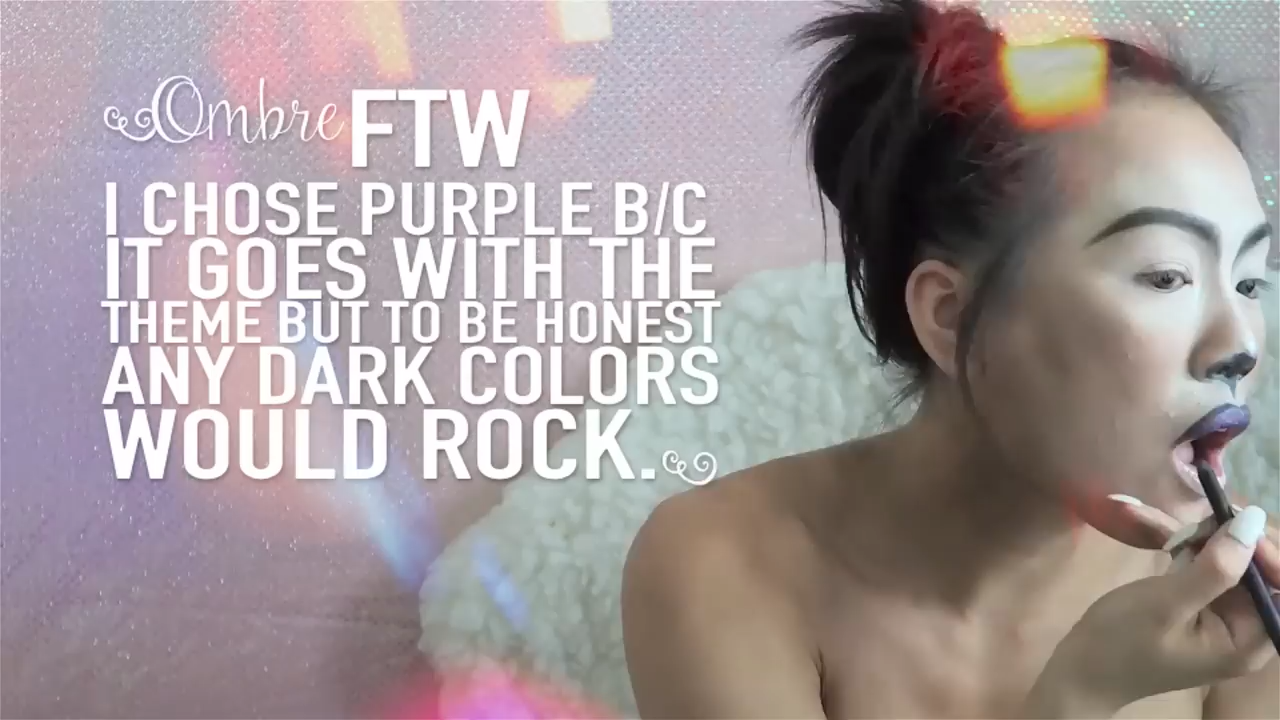 Ombre FTW
I CHOSE PURPLE B/C
IT GOES WITH THE
THEME BUT TO BE HONEST
ANY DARK COLORS
WOULD ROCK.